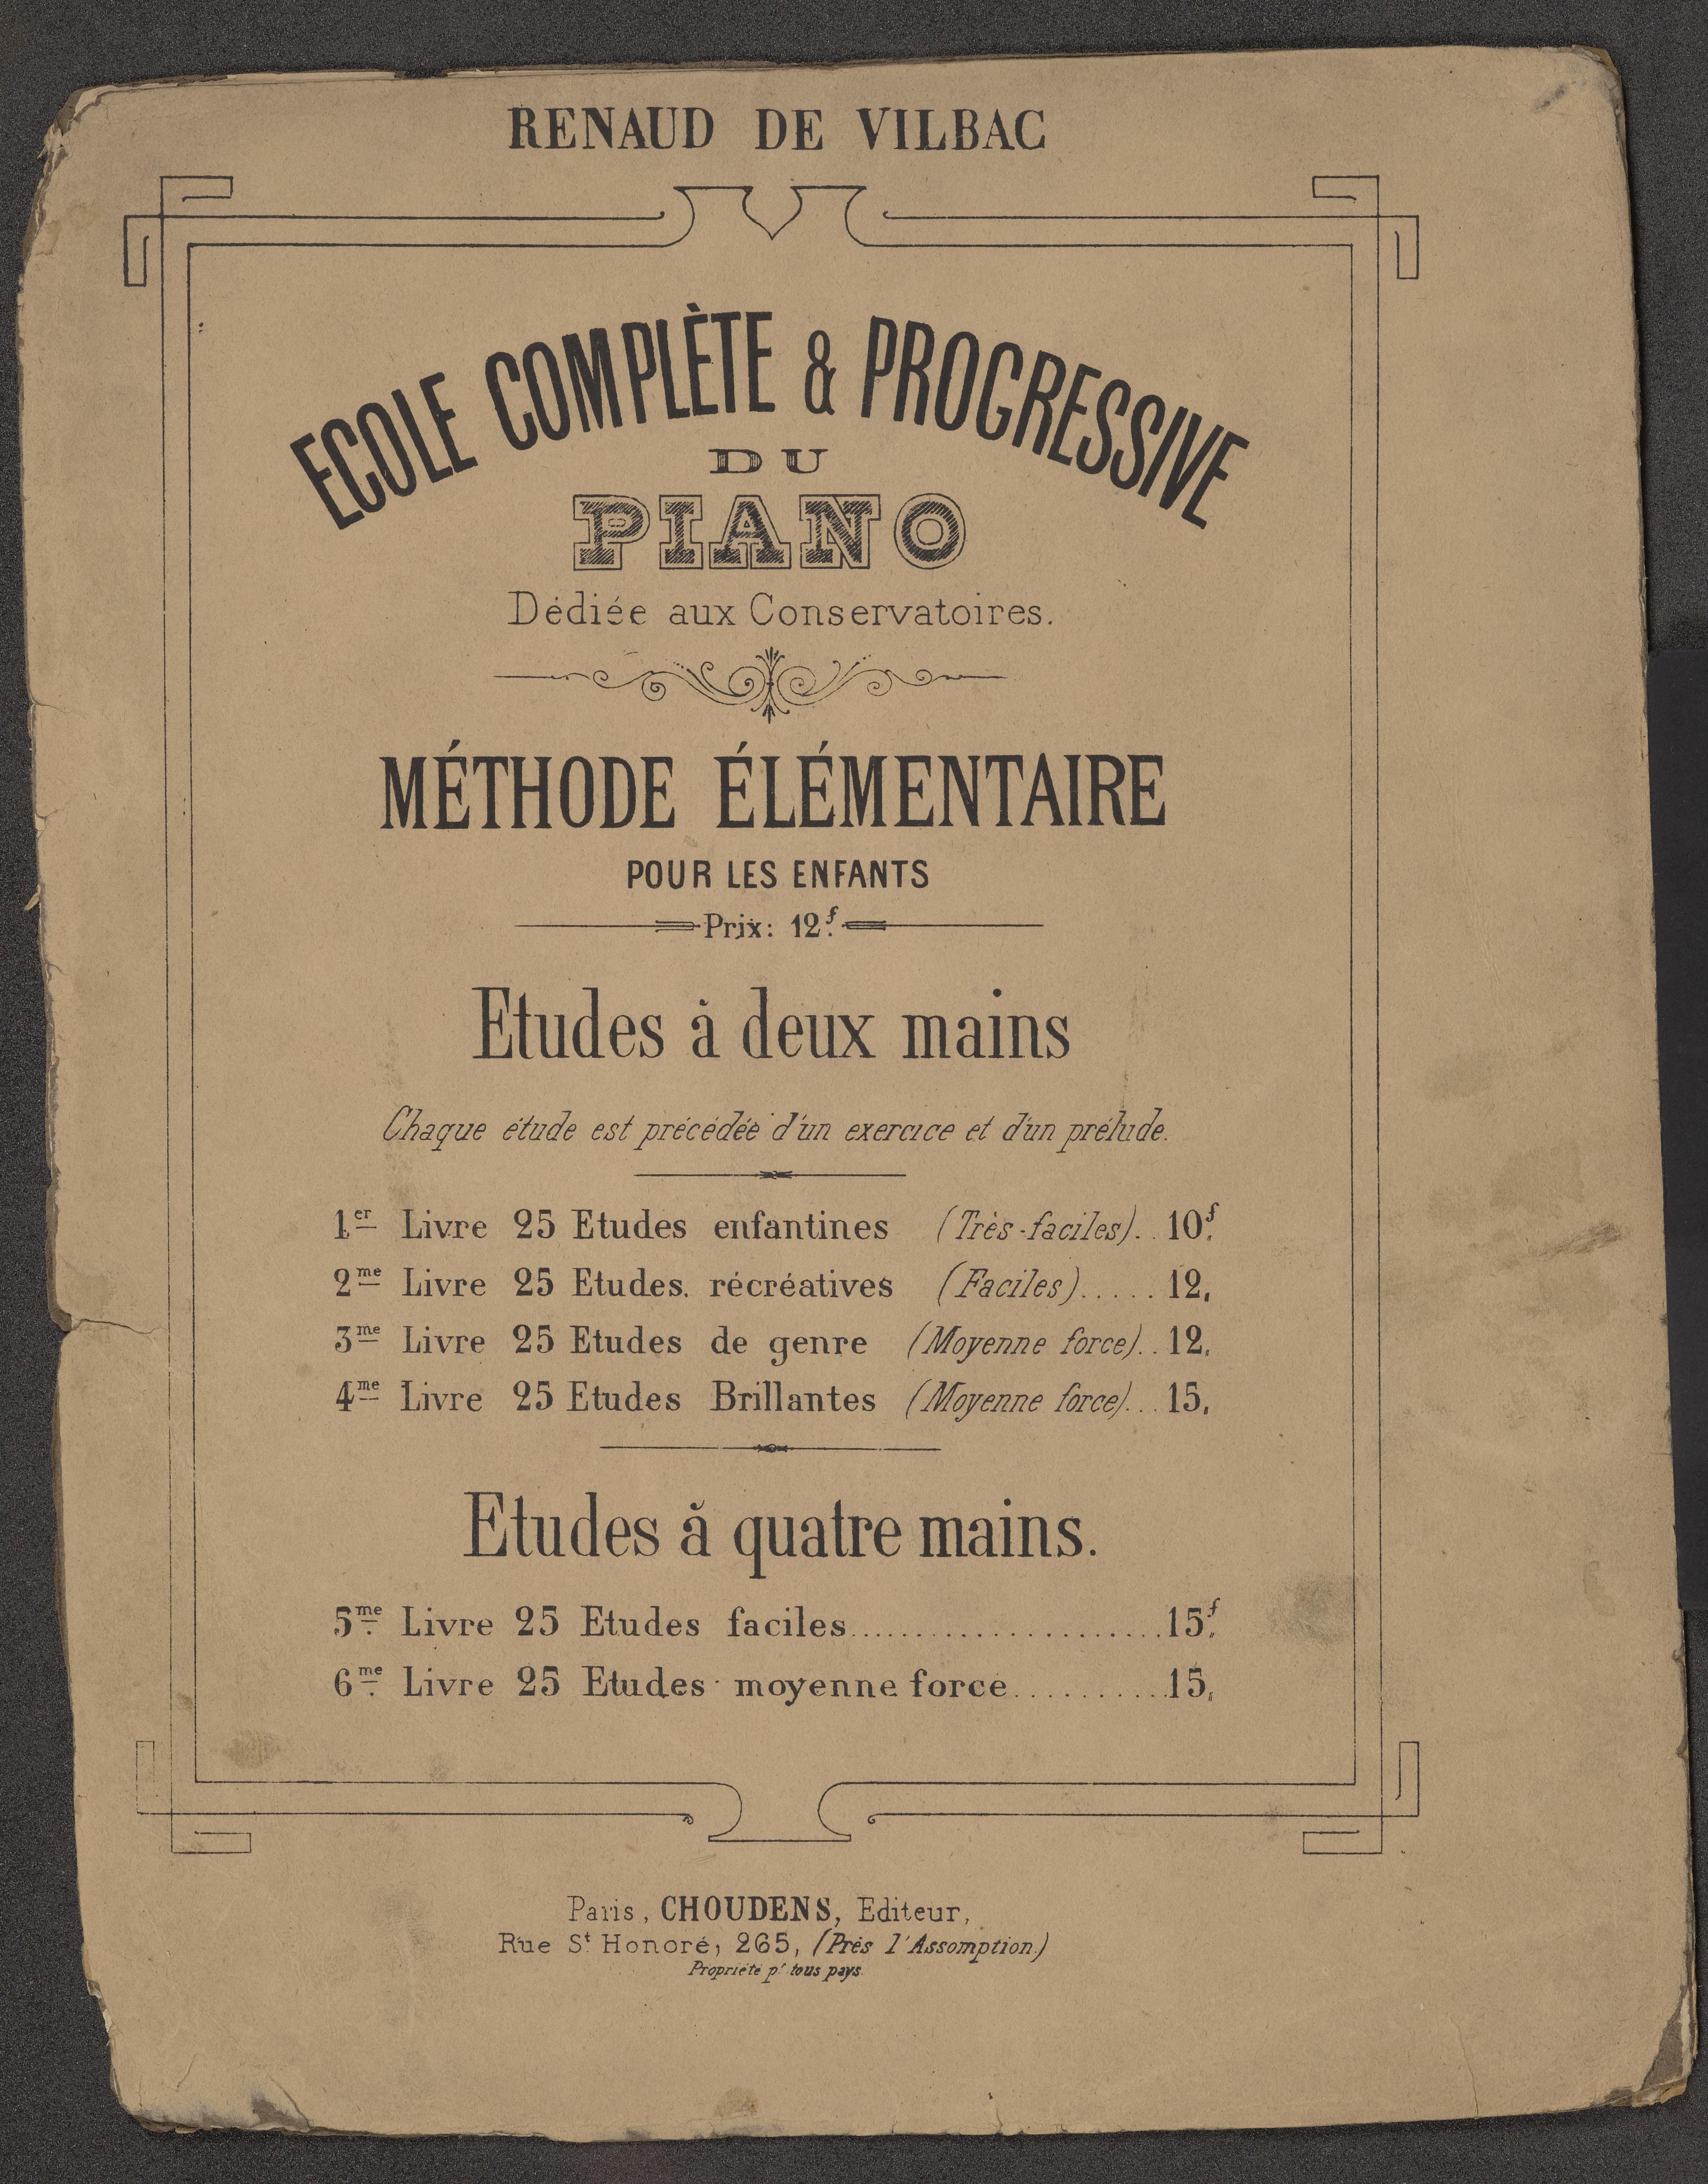 RENAUD DE VILBAC
ECOLE COMPLÈTE & PROGRESSIVE
DU
PIANO
Dédiée aux Conservatoires.
MÉTHODE ÉLÉMENTAIRE
POUR LES ENFANTS
Prix: 12f.
Etudes à deux mains
Chaque étude est précédée d'un exercice et d'un prélude.
1er Livre 25 Etudes enfantines (Très-faciles).. 10f.
2me Livre 25 Etudes. récréatives (Faciles)..... 12.
3me Livre 25 Etudes de genre (Moyenne force).. 12.
4me Livre 25 Etudes Brillantes (Moyenne force)... 15.
Etudes à quatre mains.
5me. Livre 25 Etudes faciles.....................15f.
6me. Livre 25 Etudes moyenne force...........15.
Paris, CHOUDENS, Editeur,
Rue St Honoré, 265, (Près l'Assomption.)
Propriété pr tous pays.